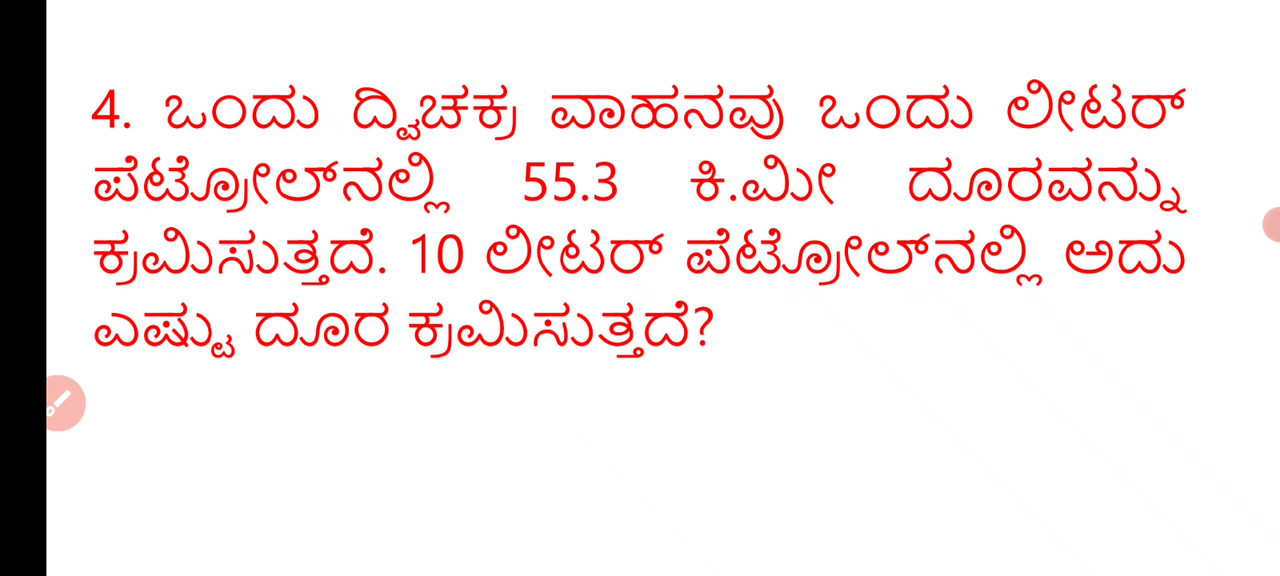 4. ಒಂದು ದ್ವಿಚಕ್ರ ವಾಹನವು ಒಂದು ಲೀಟರ್
ಪೆಟ್ರೋಲ್‌ನಲ್ಲಿ 55.3 ಕಿ.ಮೀ ದೂರವನ್ನು
ಕ್ರಮಿಸುತ್ತದೆ. 10 ಲೀಟರ್ ಪೆಟ್ರೋಲ್‌ನಲ್ಲಿ ಅದು
ಎಷ್ಟು ದೂರ ಕ್ರಮಿಸುತ್ತದೆ?